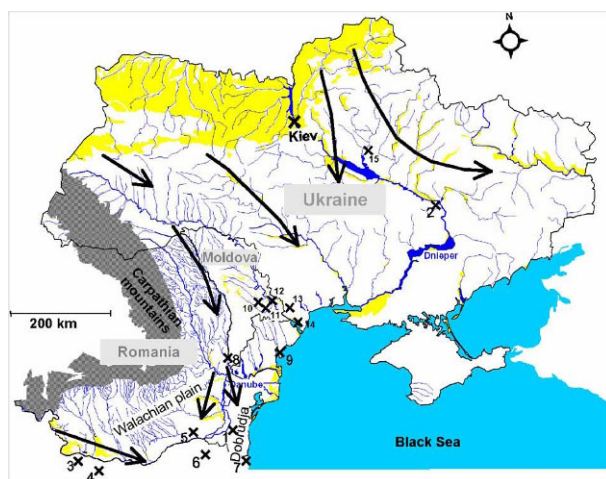 N
Kiev
15
Ukraine
2
Dnieper
Moldova
Carpathian
mountains
10
12
11
13
14
200 km
Romania
8
9
Danube
Walachian plain
Dobrudja
1
5
6
7
3
4
Black Sea